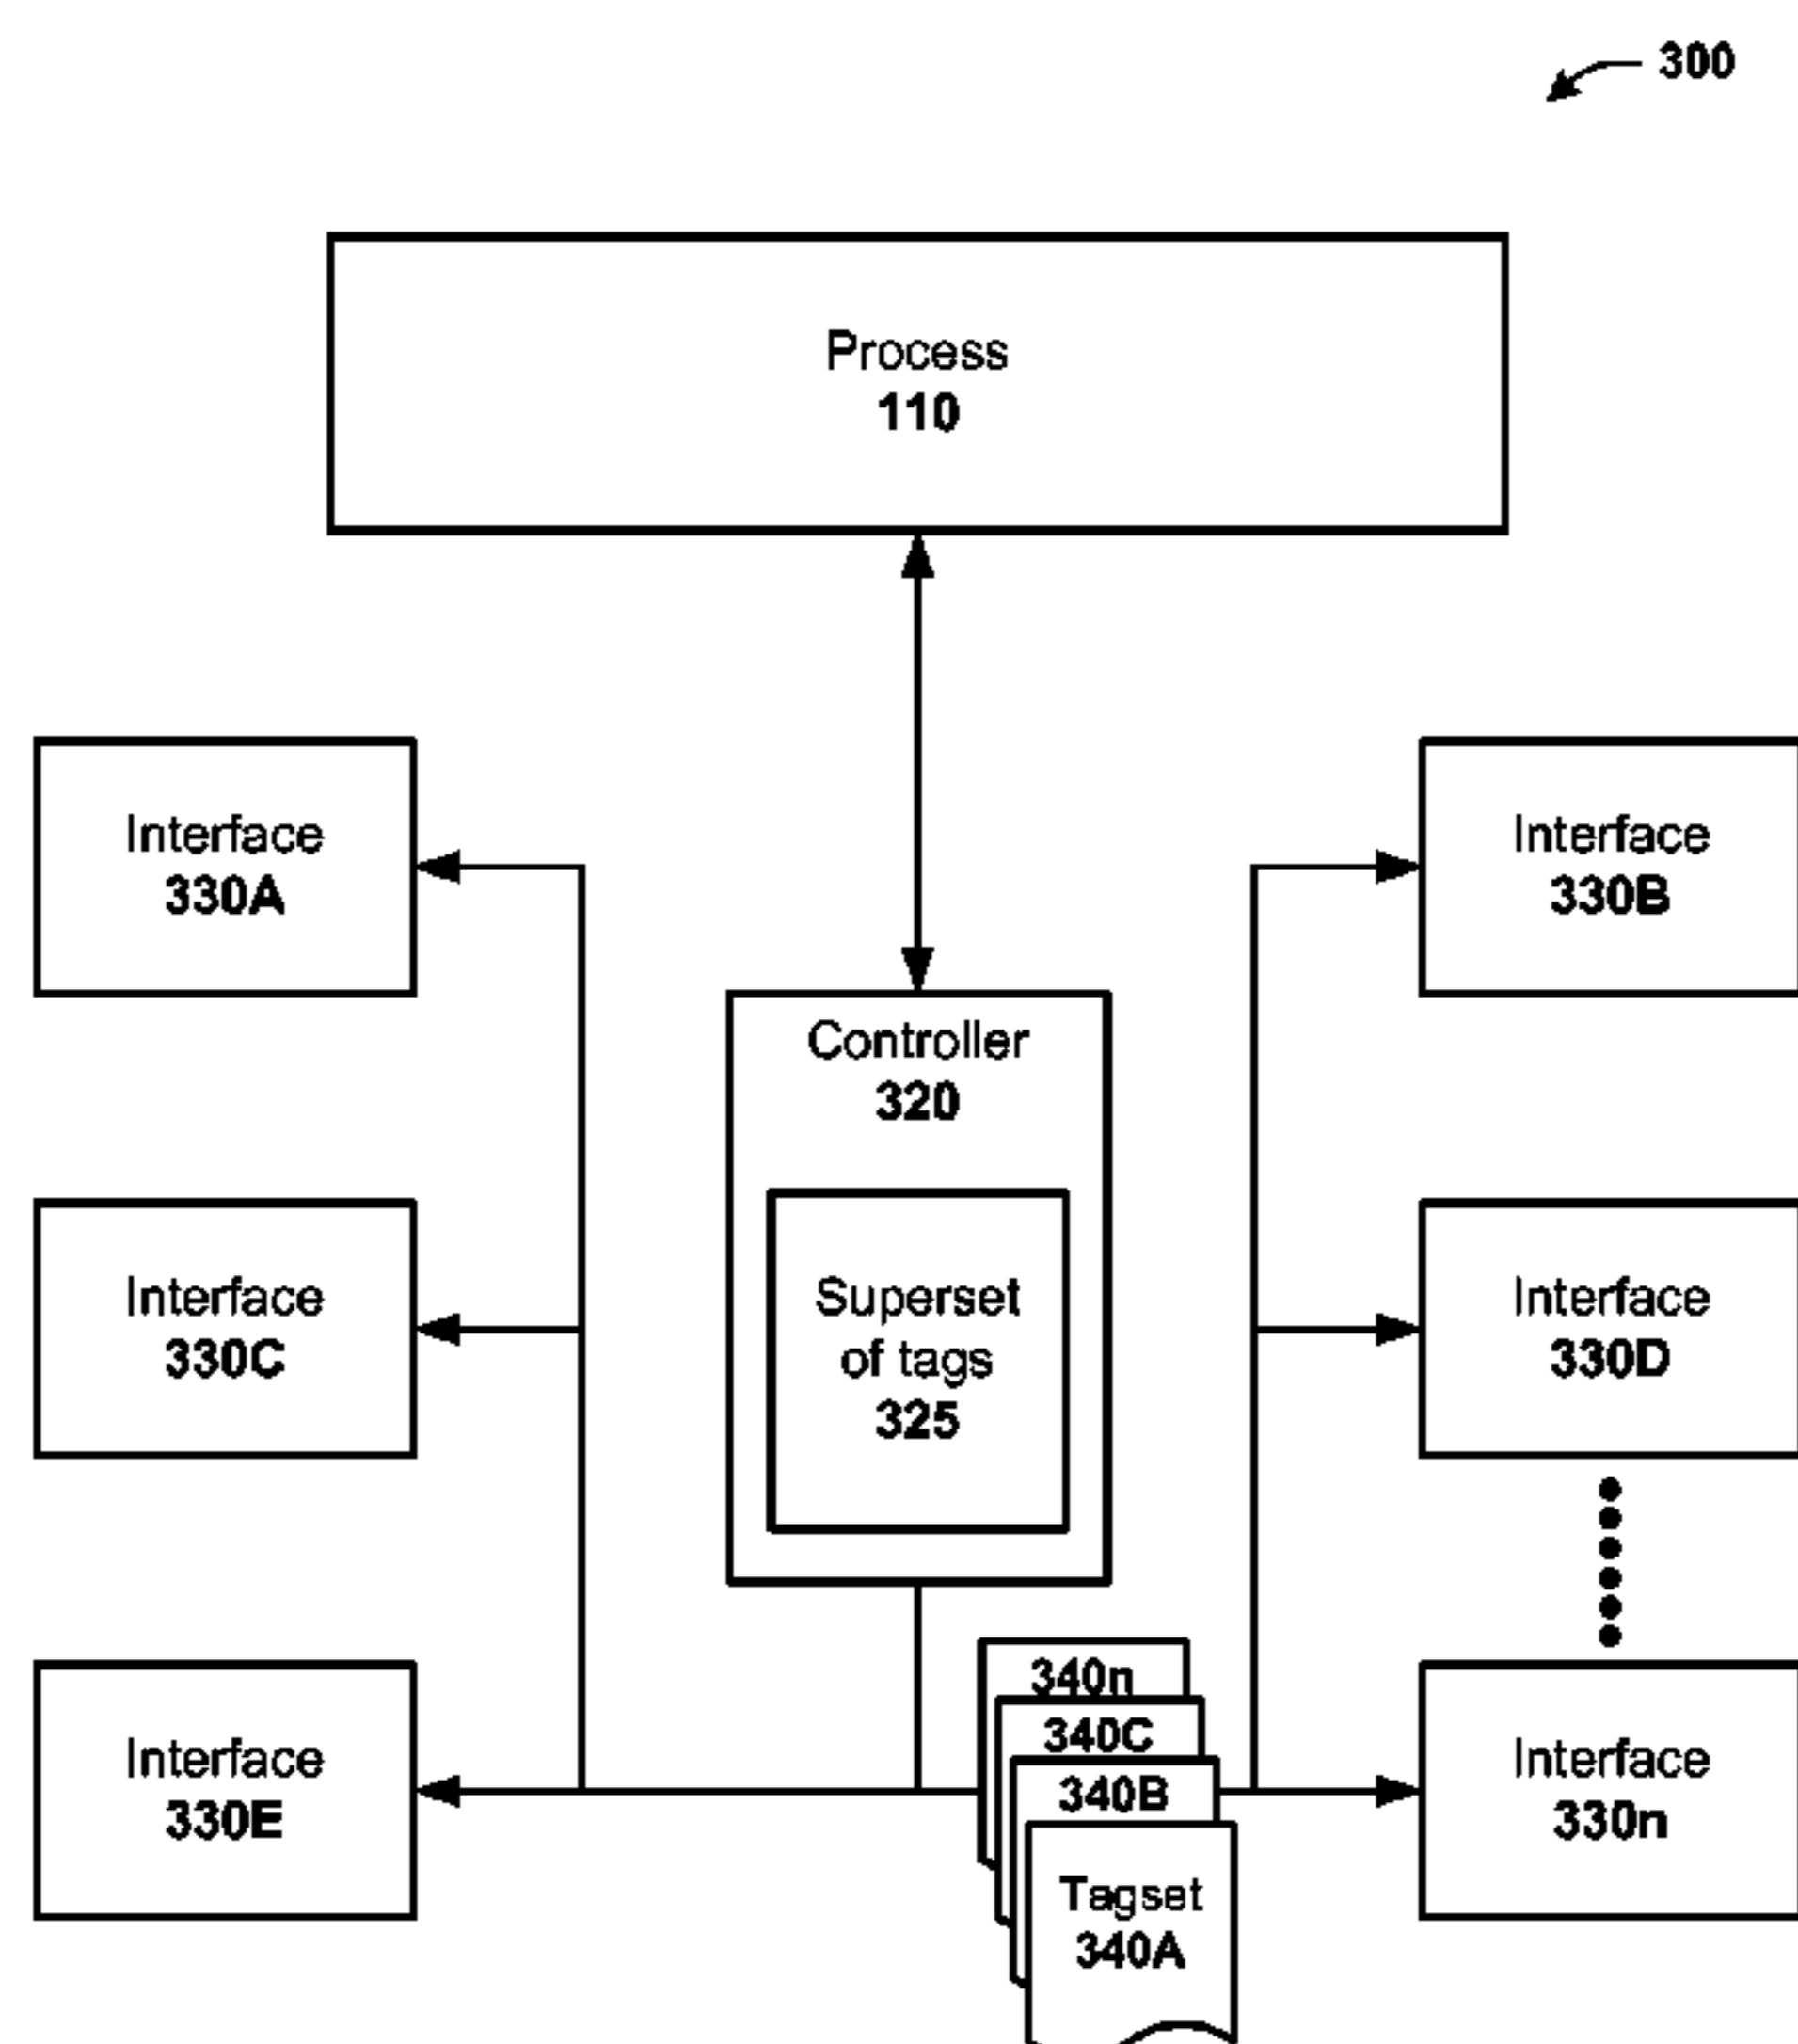 300
Process
110
Interface
330A
Interface
330B
Controller
320
Interface
330C
Superset
of tags
325
Interface
330D
340n
340C
340B
Interface
330E
Interface
330n
Tagset
340A